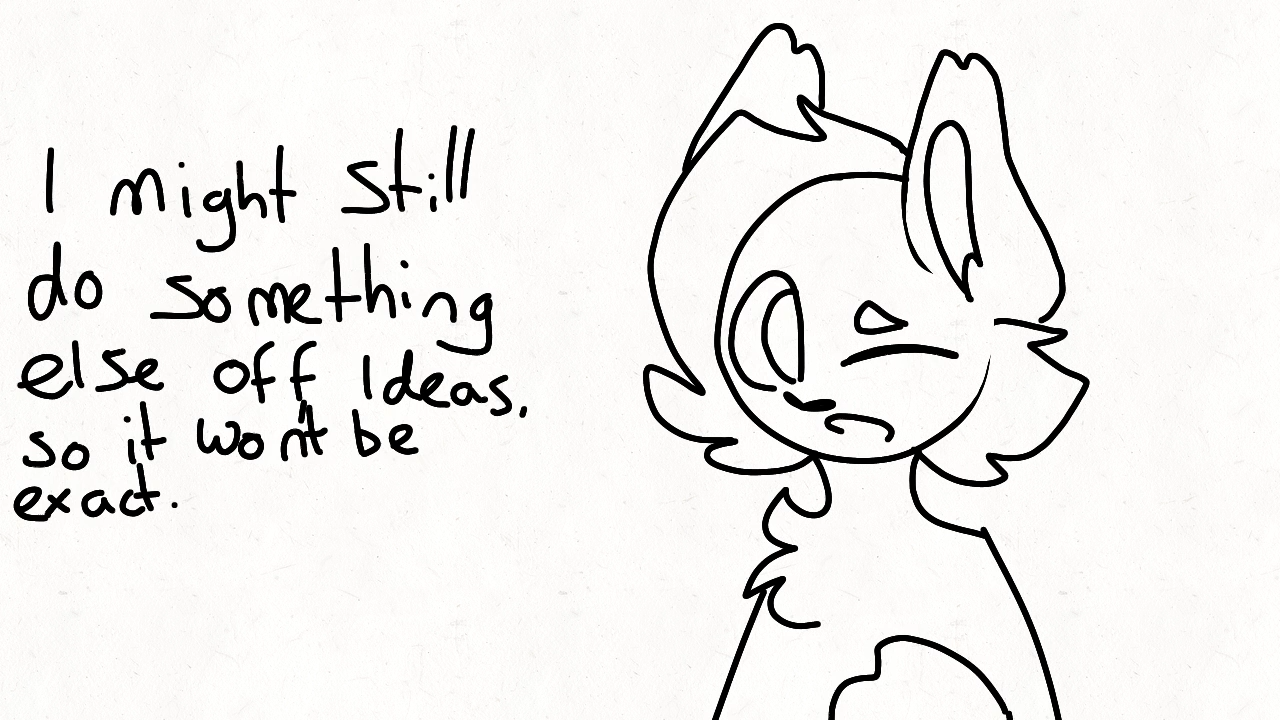 I might still
do something
else off Ideas,
so it won't be
exact.